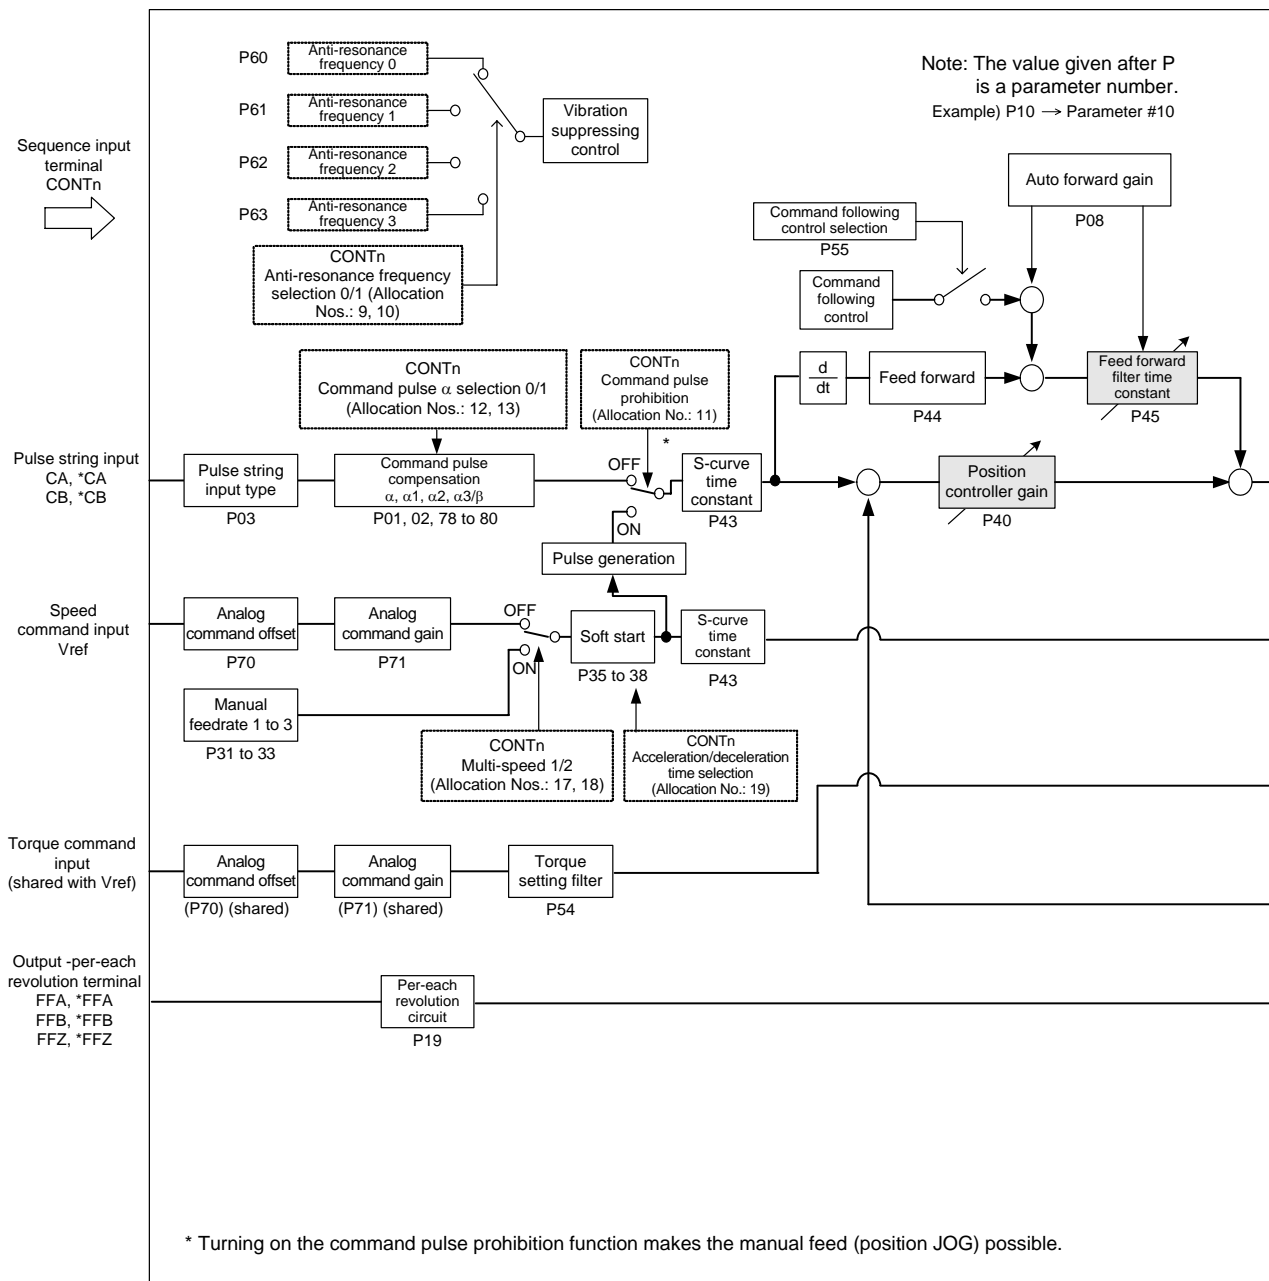 P60
Anti-resonance
frequency 0
P61
Anti-resonance
frequency 1
P62
Anti-resonance
frequency 2
P63
Anti-resonance
frequency 3
Vibration
suppressing
control
CONTn
Anti-resonance frequency
selection 0/1 (Allocation
Nos.: 9, 10)
Sequence input
terminal
CONTn
Note: The value given after P
is a parameter number.
Example) P10 → Parameter #10
Auto forward gain
P08
Command following
control selection
P55
Command
following
control
d
dt
Feed forward
P44
Feed forward
filter time
constant
P45
CONTn
Command pulse α selection 0/1
(Allocation Nos.: 12, 13)
CONTn
Command pulse
prohibition
(Allocation No.: 11)
*
Pulse string input
CA, *CA
CB, *CB
Pulse string
input type
P03
Command pulse
compensation
α, α1, α2, α3/β
P01, 02, 78 to 80
OFF
ON
S-curve
time
constant
P43
Position
controller gain
P40
Pulse generation
Speed
command input
Vref
Analog
command offset
P70
Analog
command gain
P71
OFF
ON
Soft start
P35 to 38
S-curve
time
constant
P43
Manual
feedrate 1 to 3
P31 to 33
CONTn
Multi-speed 1/2
(Allocation Nos.: 17, 18)
CONTn
Acceleration/deceleration
time selection
(Allocation No.: 19)
Torque command
input
(shared with Vref)
Analog
command offset
(P70) (shared)
Analog
command gain
(P71) (shared)
Torque
setting filter
P54
Output -per-each
revolution terminal
FFA, *FFA
FFB, *FFB
FFZ, *FFZ
Per-each
revolution
circuit
P19
* Turning on the command pulse prohibition function makes the manual feed (position JOG) possible.